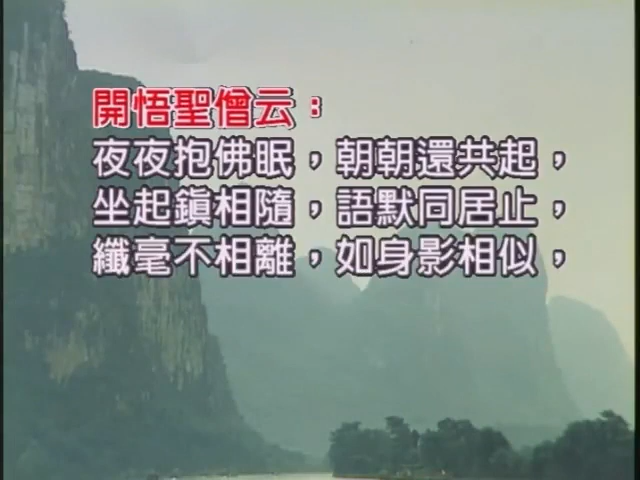 開悟聖僧云：
夜夜抱佛眠，朝朝還共起，
坐起鎮相隨，語默同居止，
纖毫不相離，如身影相似，